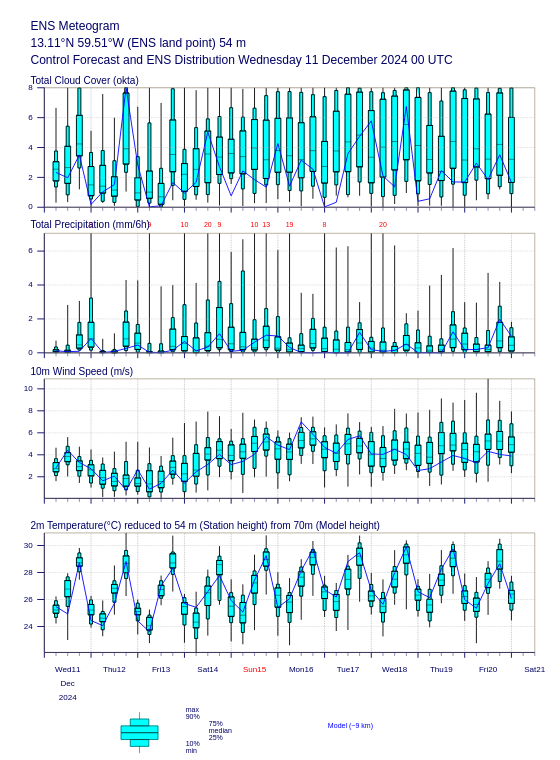 ENS Meteogram
13.11°N 59.51°W (ENS land point) 54 m
Control Forecast and ENS Distribution Wednesday 11 December 2024 00 UTC
Total Cloud Cover (okta)
8
6
4
2
0
Total Precipitation (mm/6h)
9 10 20 9 10 13 19 8 20
6
4
2
0
10m Wind Speed (m/s)
10
8
6
4
2
2m Temperature(°C) reduced to 54 m (Station height) from 70m (Model height)
30
28
26
24
Wed11 Thu12 Fri13 Sat14 Sun15 Mon16 Tue17 Wed18 Thu19 Fri20 Sat21
Dec
2024
max
90%
75%
median
25%
10%
min
Model (~9 km)